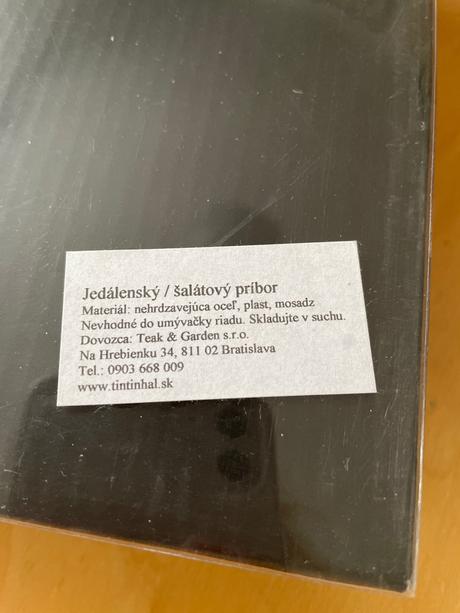 Jedálenský / šalátový príbor
Materiál: nehrdzavejúca oceľ, plast, mosadz
Nevhodné do umývačky riadu. Skladujte v suchu.
Dovozca: Teak & Garden s.r.o.
Na Hrebienku 34, 811 02 Bratislava
Tel.: 0903 668 009
www.tintinhal.sk